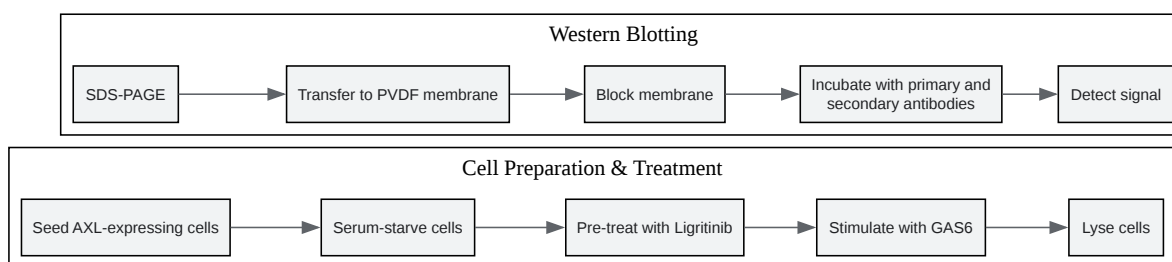 Western Blotting
SDS-PAGE
Transfer to PVDF membrane
Block membrane
Incubate with primary and
secondary antibodies
Detect signal
Cell Preparation & Treatment
Seed AXL-expressing cells
Serum-starve cells
Pre-treat with Ligritinib
Stimulate with GAS6
Lyse cells